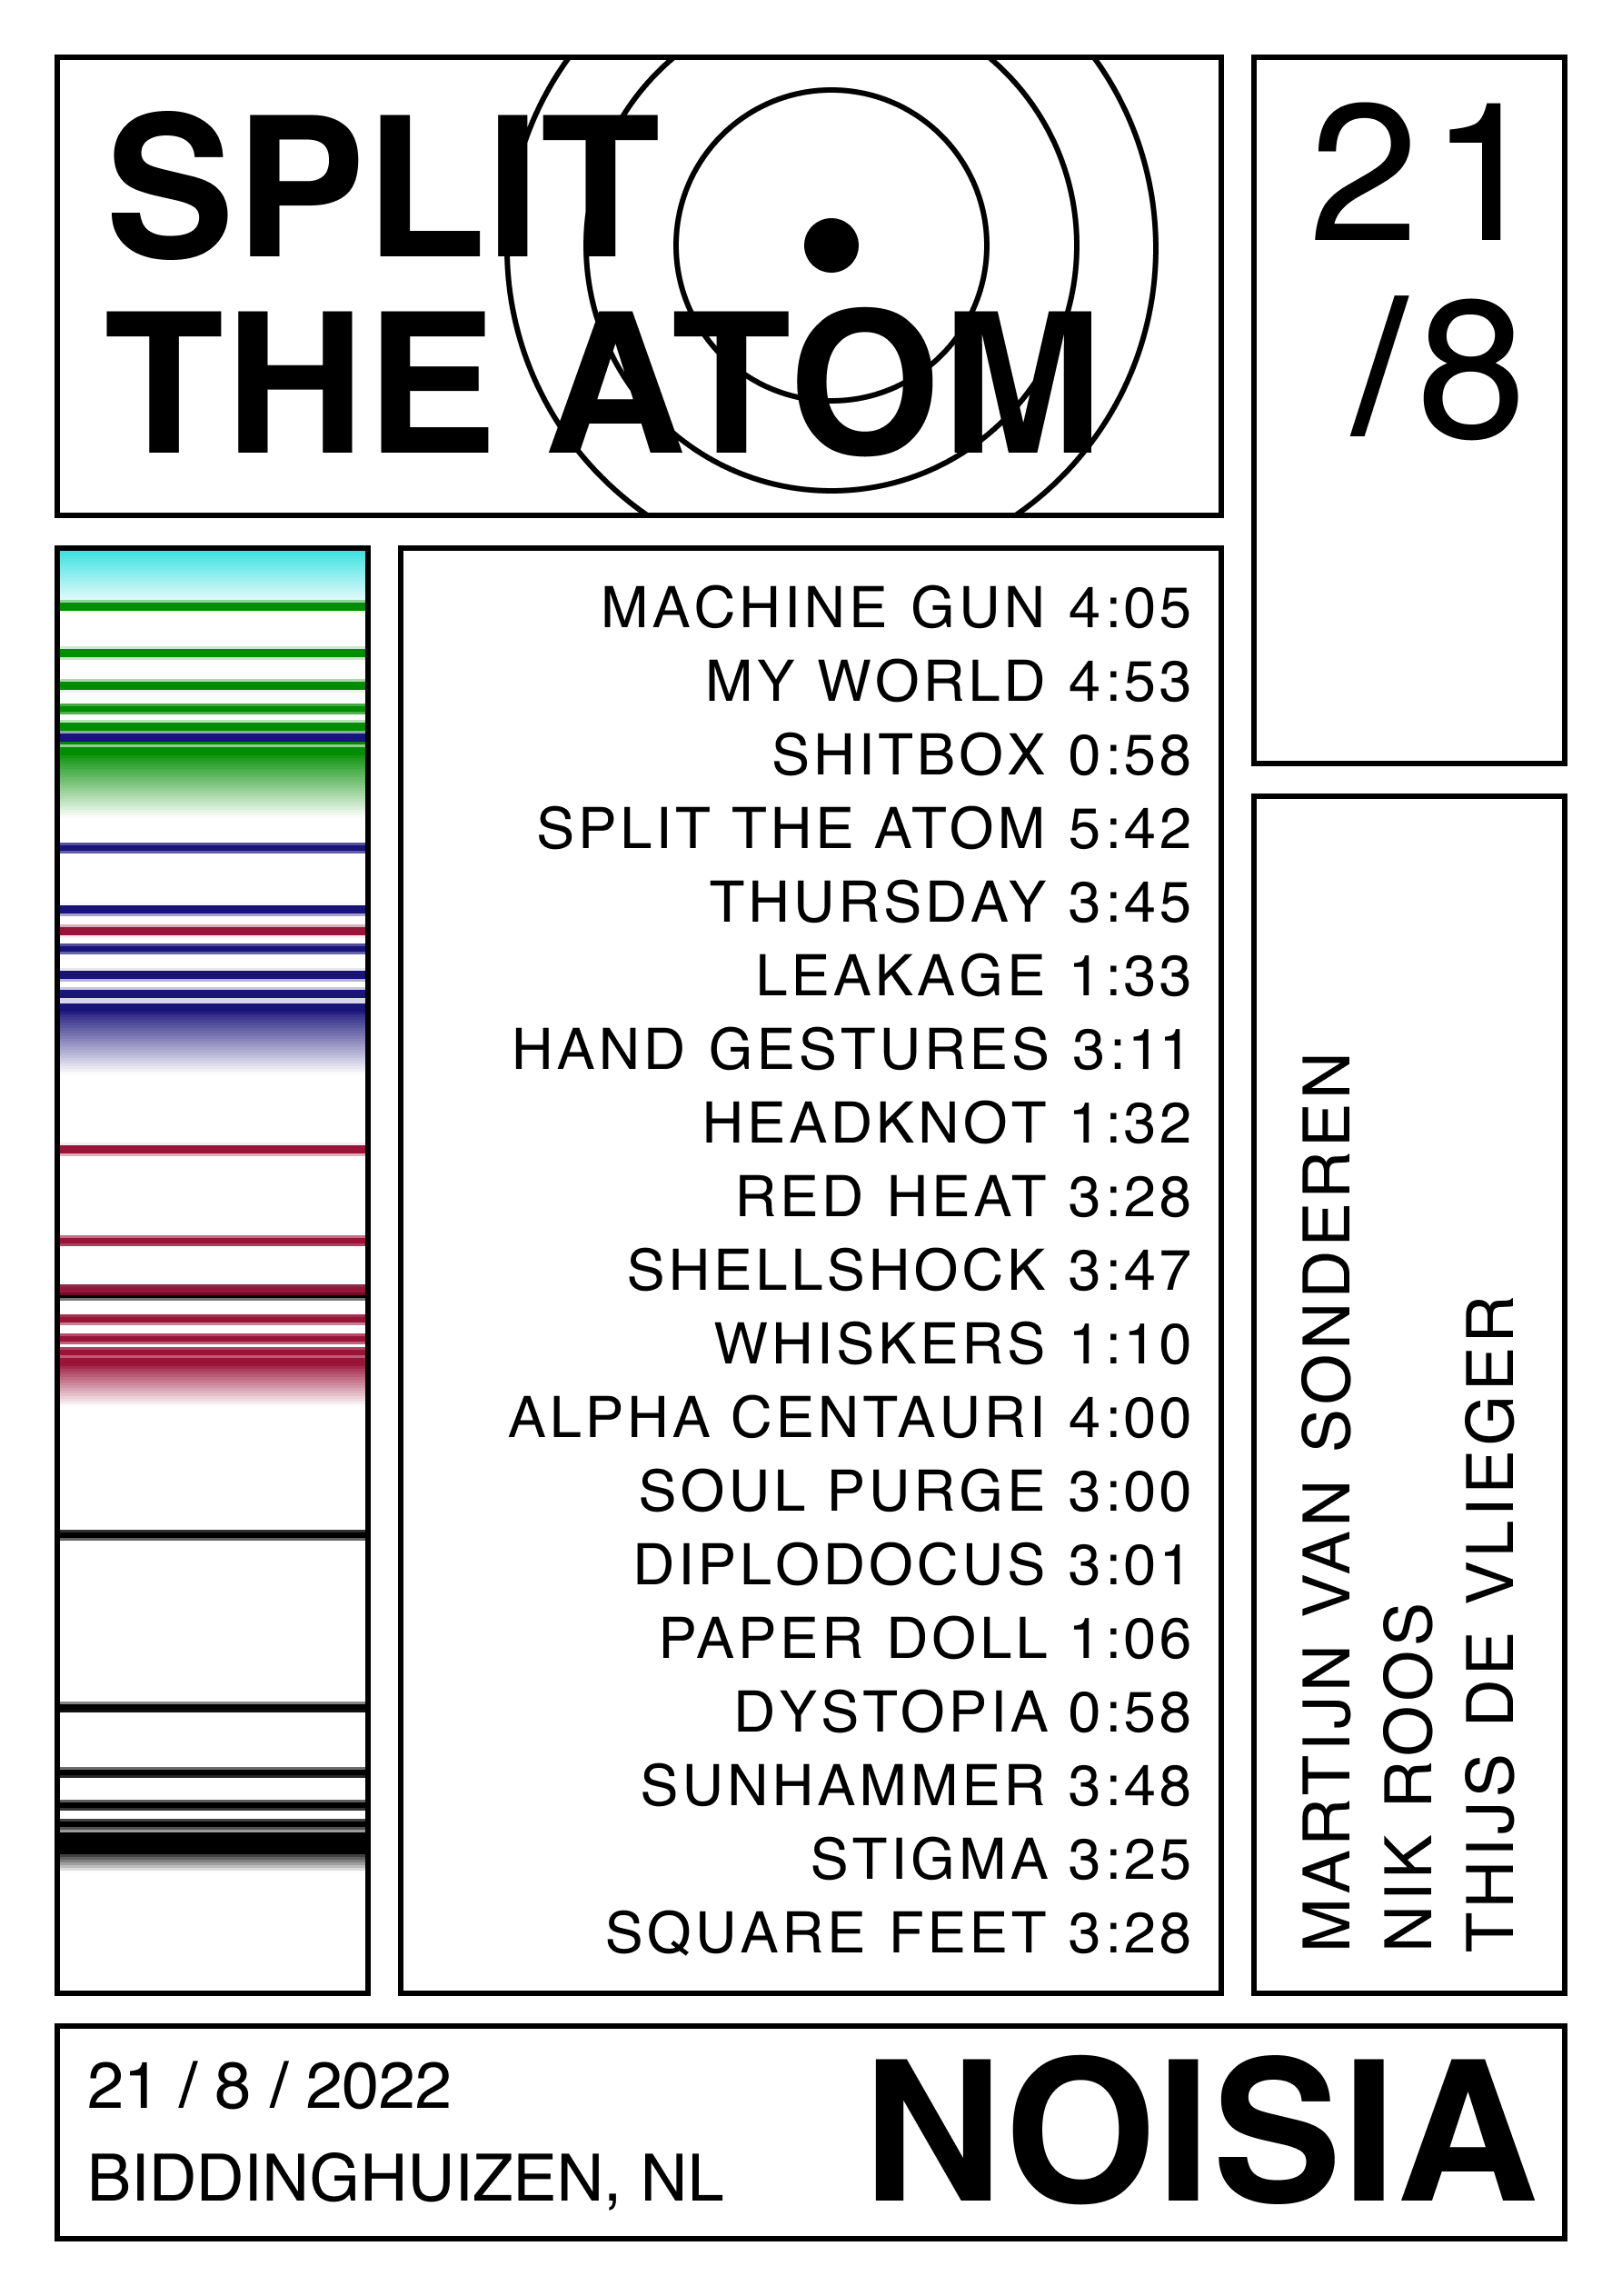 SPLIT
THE ATOM
21
/8
MACHINE GUN 4:05
MY WORLD 4:53
SHITBOX 0:58
SPLIT THE ATOM 5:42
THURSDAY 3:45
LEAKAGE 1:33
HAND GESTURES 3:11
HEADKNOT 1:32
RED HEAT 3:28
SHELLSHOCK 3:47
WHISKERS 1:10
ALPHA CENTAURI 4:00
SOUL PURGE 3:00
DIPLODOCUS 3:01
PAPER DOLL 1:06
DYSTOPIA 0:58
SUNHAMMER 3:48
STIGMA 3:25
SQUARE FEET 3:28
MARTIJN VAN SONDEREN
NIK ROOS
THIJS DE VLIEGER
21 / 8 / 2022
BIDDINGHUIZEN, NL
NOISIA